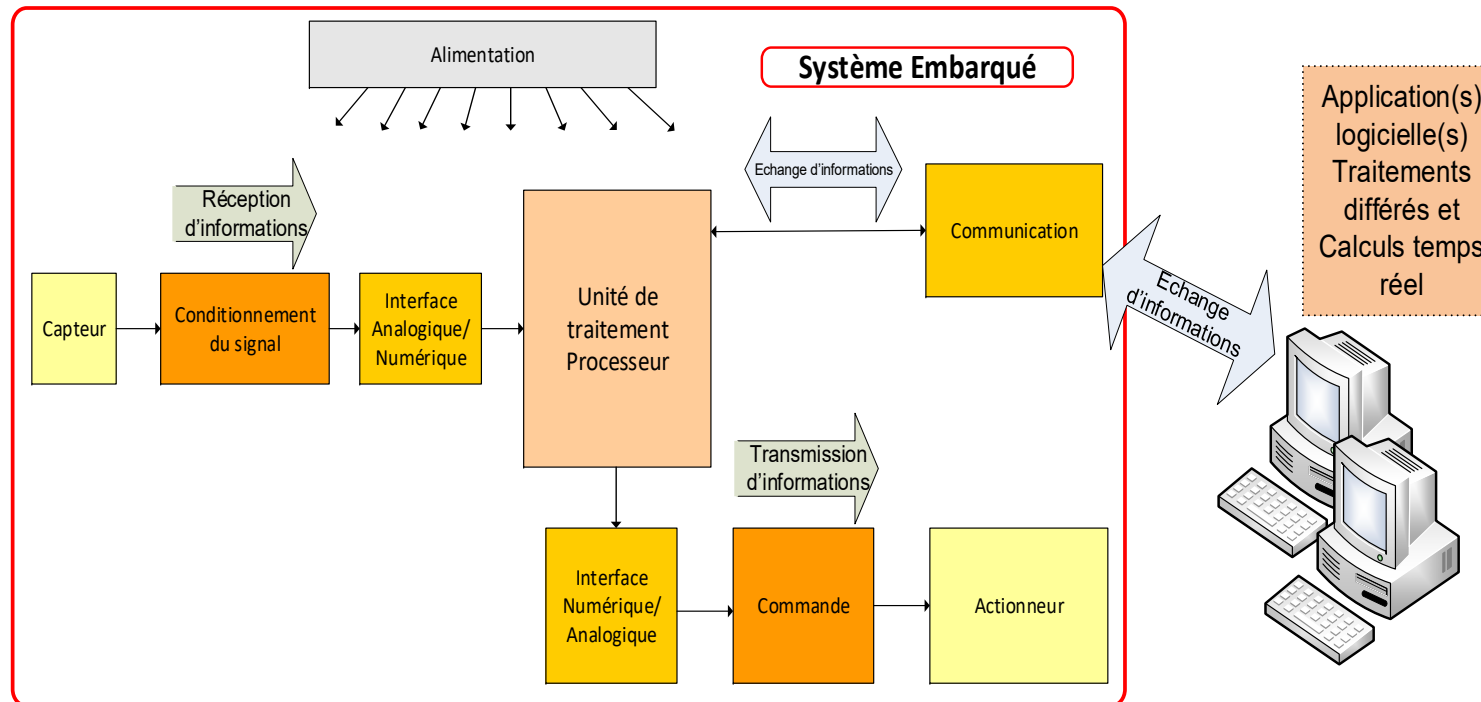 Alimentation
Système Embarqué
Application(s)
logicielle(s)
Traitements
différés et
Calculs temps
réel
Echange d'informations
Réception
d'informations
Communication
Capteur
Conditionnement
du signal
Interface
Analogique/
Numérique
Unité de
traitement
Processeur
Echange
d'informations
Transmission
d'informations
Interface
Numérique/
Analogique
Commande
Actionneur